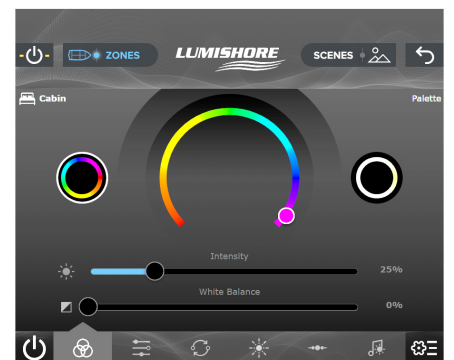 ZONES
LUMISHORE
SCENES
Cabin
Palette
Intensity
25%
White Balance
0%